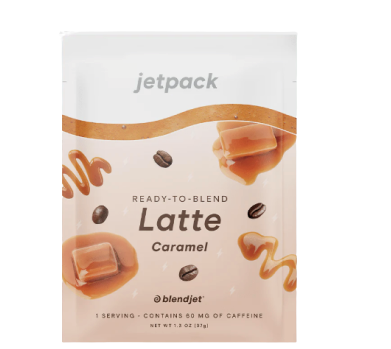 jetpack
READY-TO-BLEND
Latte
Caramel
blendjet®
1 SERVING - CONTAINS 60 MG OF CAFFEINE
NET WT 1.3 OZ (37g)